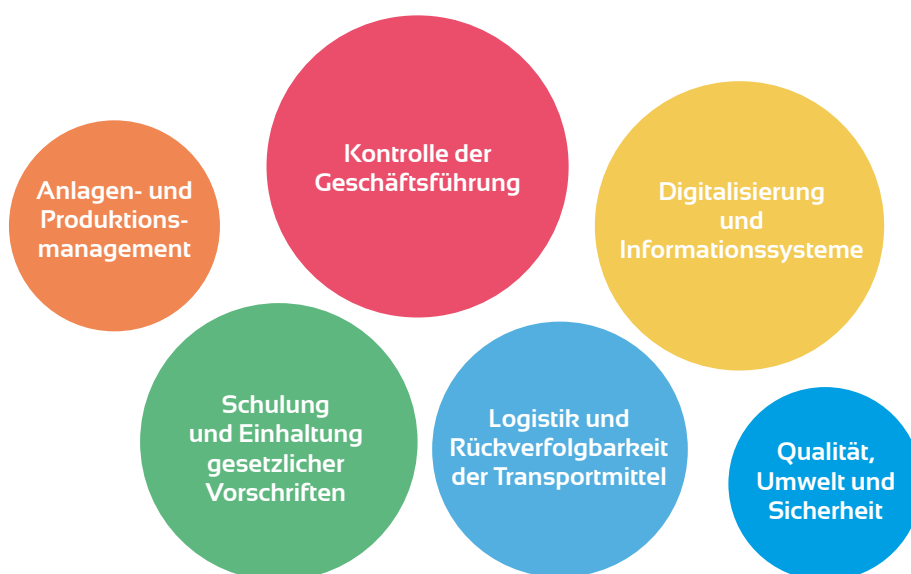 Kontrolle der
Geschäftsführung
Anlagen- und
Produktions-
management
Digitalisierung
und
Informationssysteme
Schulung
und Einhaltung
gesetzlicher
Vorschriften
Logistik und
Rückverfolgbarkeit
der Transportmittel
Qualität,
Umwelt und
Sicherheit